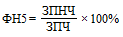 ФН5 = ЗПНЧ / ЗПЧ × 100%